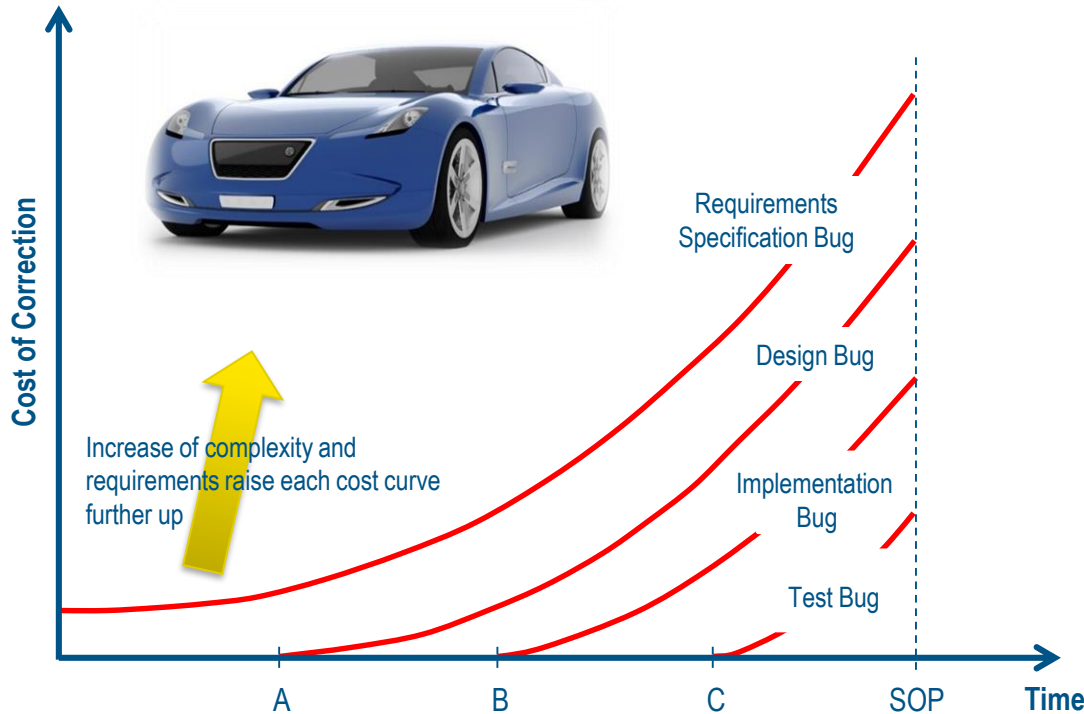 Cost of Correction
Requirements
Specification Bug
Design Bug
Increase of complexity and
requirements raise each cost curve
further up
Implementation
Bug
Test Bug
A
B
C
SOP
Time